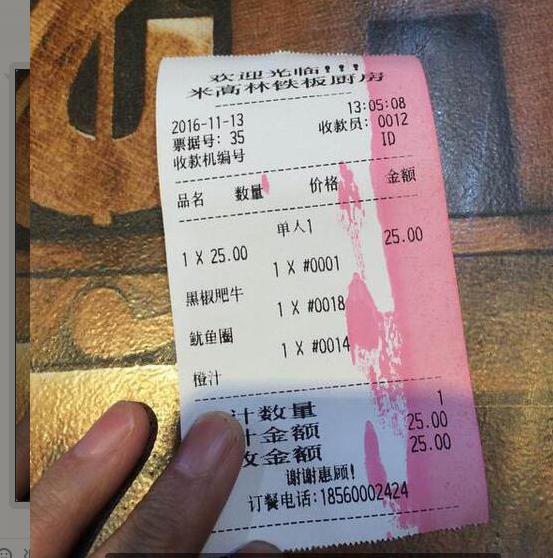 欢迎光临!!!
米高林铁板厨房
2016-11-13 13:05:08
票据号: 35 收款员: 0012
收款机编号 ID
品名 数量 价格 金额
单人1
1 X 25.00 25.00
1 X #0001
黑椒肥牛
1 X #0018
鱿鱼圈
1 X #0014
橙汁
计数量 1
计金额 25.00
收金额 25.00
谢谢惠顾!
订餐电话:18560002424